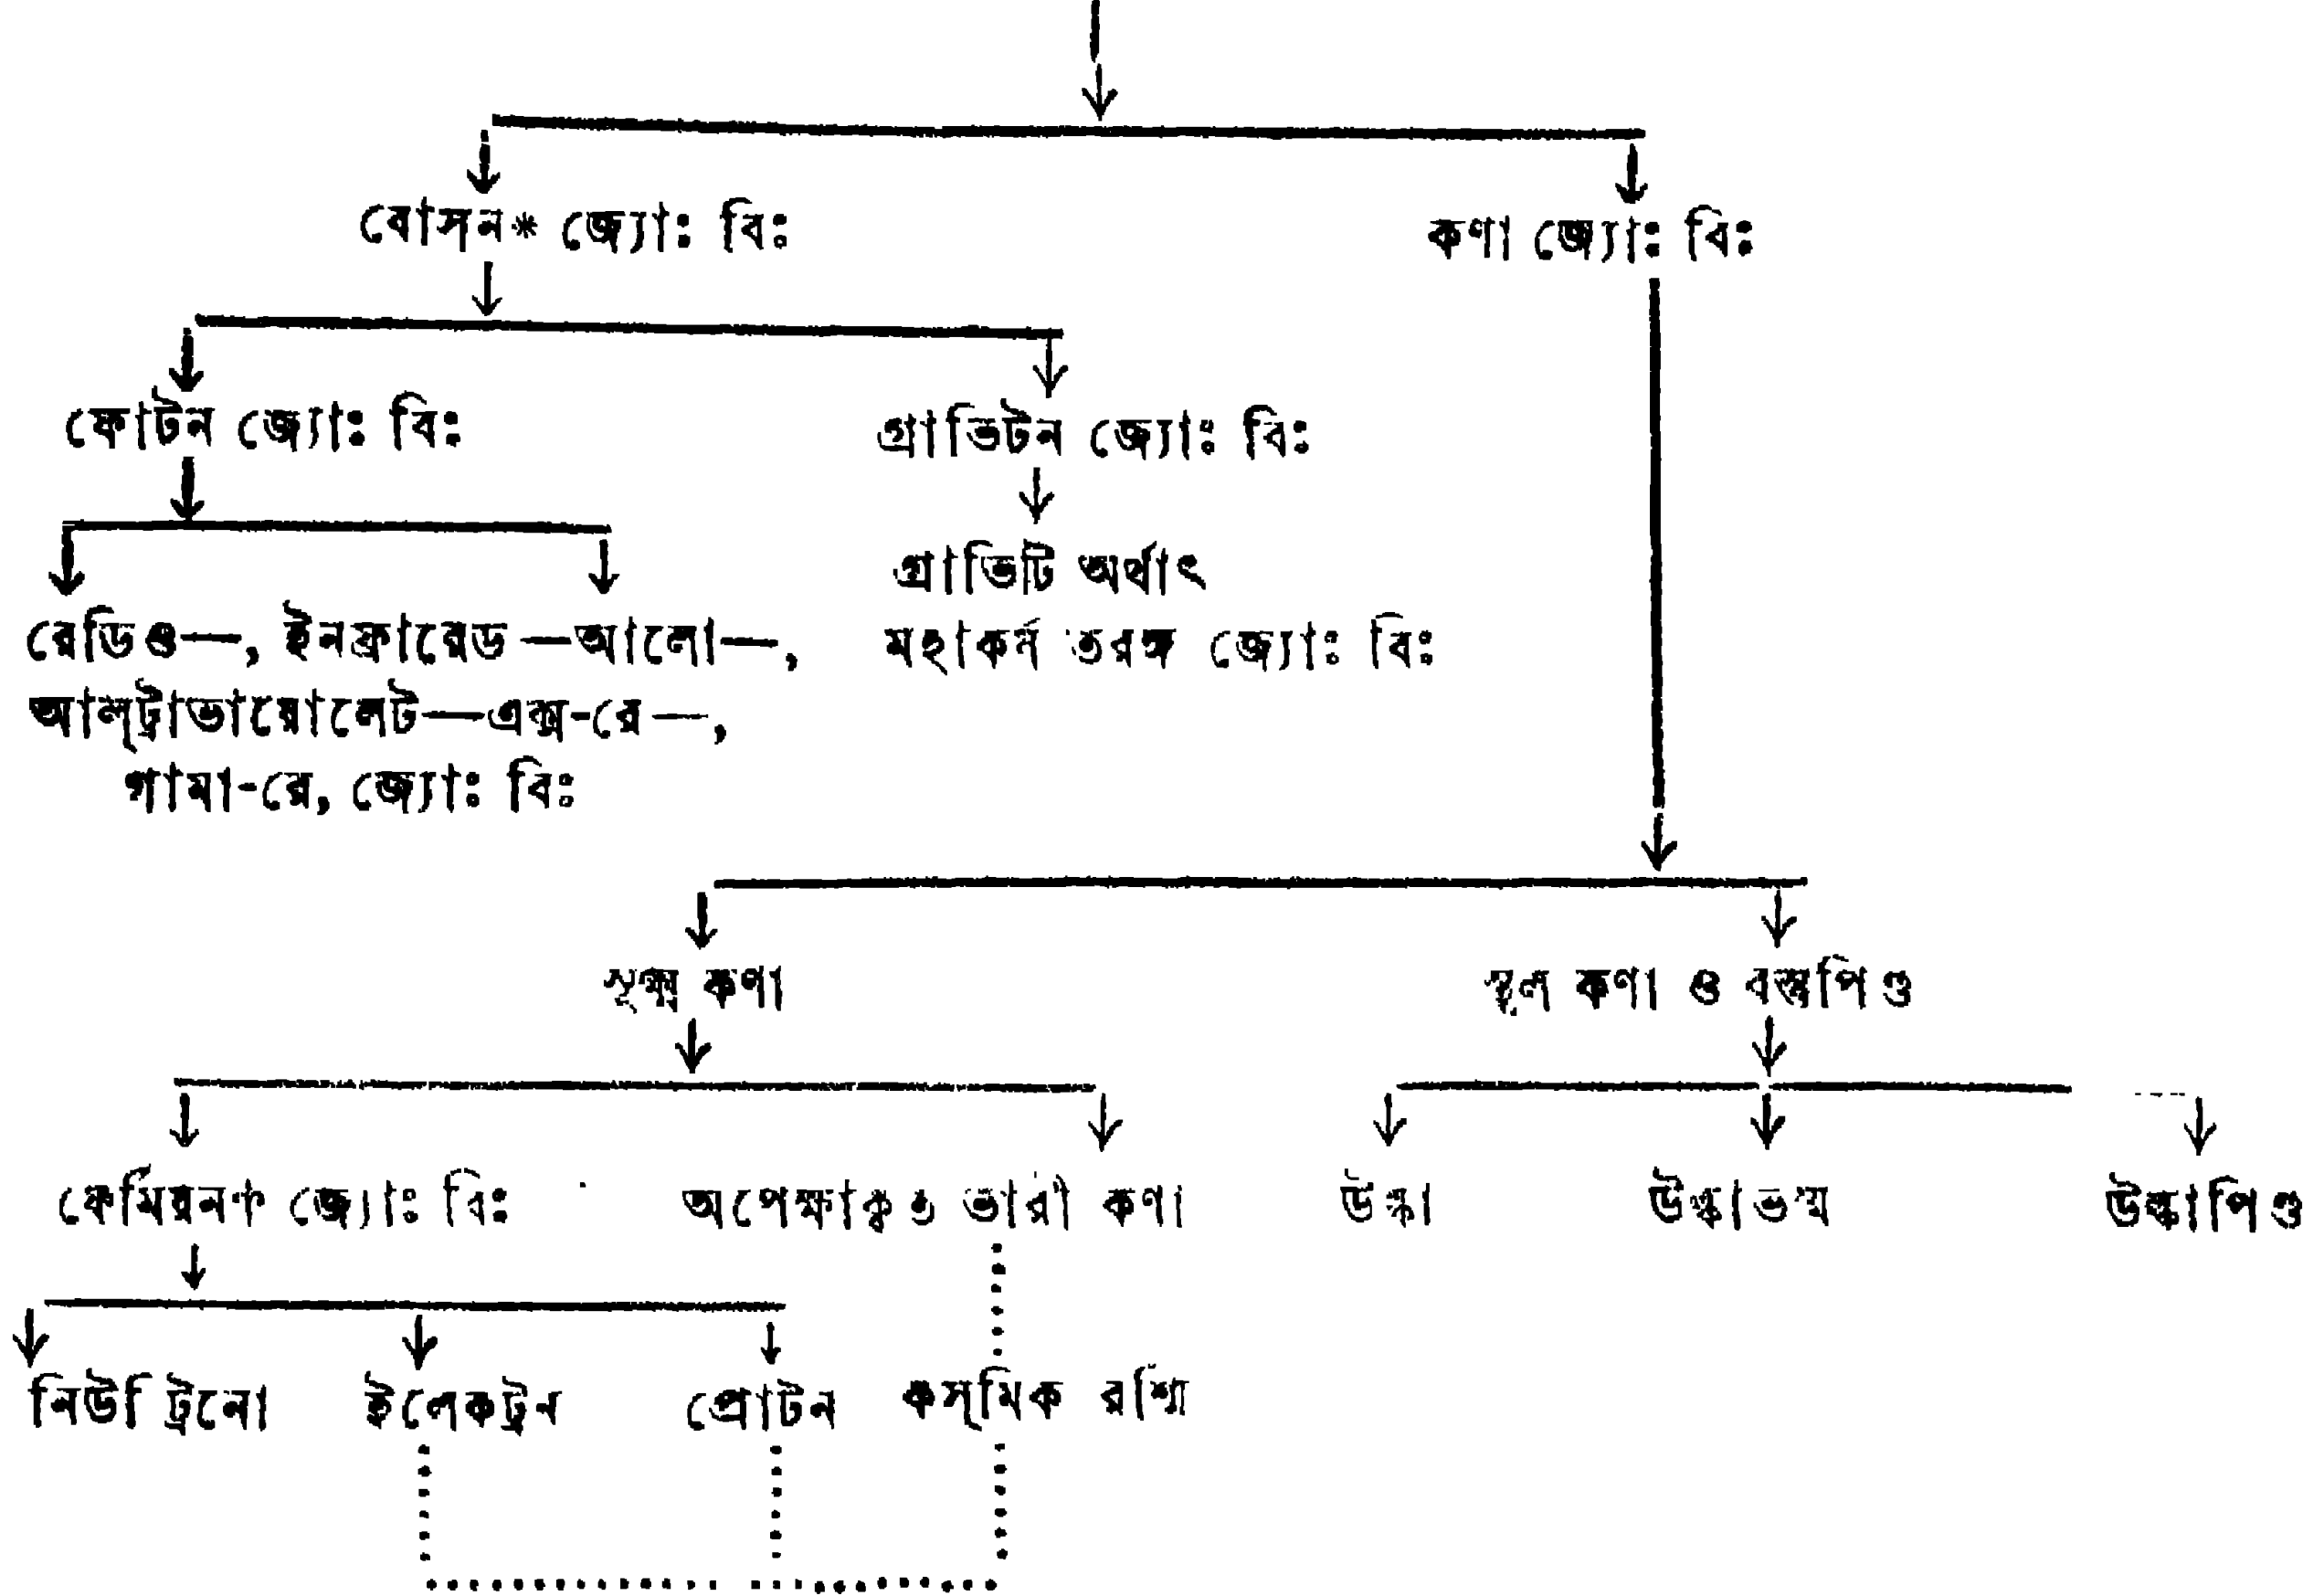 বোসন* জ্যোঃ বিঃ
কণা জ্যোঃ বিঃ
ফোটন জ্যোঃ বিঃ
গ্রাভিটন জ্যোঃ বিঃ
গ্রাভিটি অর্থাৎ
মহাকর্ষ তরঙ্গ জ্যোঃ বিঃ
রেডিও—, ইনফ্রারেড—আলো—,
আল্ট্রাভায়োলেট—এক্স-রে—,
গামা-রে, জ্যোঃ বিঃ
সূক্ষ্ম কণা
স্থূল কণা ও বস্তুপিণ্ড
ফের্মিয়ন† জ্যোঃ বিঃ
অপেক্ষাকৃত ভারী কণা
উল্কা
উল্কাভস্ম
উল্কাপিণ্ড
নিউট্রিনো
ইলেকট্রন
প্রোটন
কস্‌মিক রশ্মি